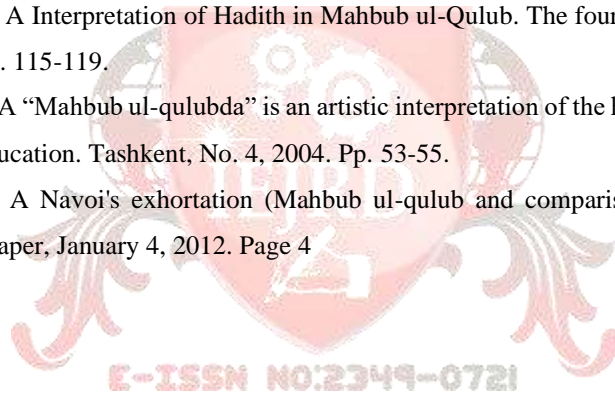 A Interpretation of Hadith in Mahbub ul-Qulub. The four
. 115-119.
A “Mahbub ul-qulubda” is an artistic interpretation of the
ucation. Tashkent, No. 4, 2004. Pp. 53-55.
A Navoi's exhortation (Mahbub ul-qulub and comparis
aper, January 4, 2012. Page 4
IEJRD
E-ISSN NO:2349-0721